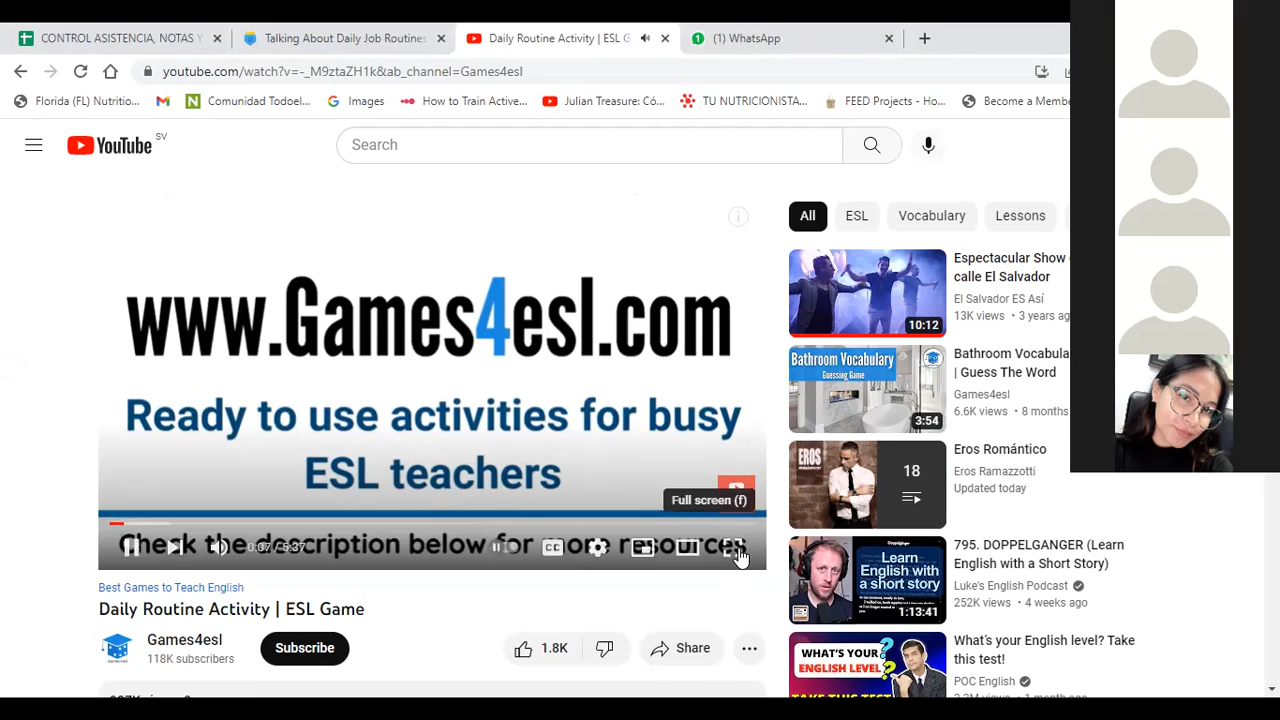 CONTROL ASISTENCIA, NOTAS Y
Talking About Daily Job Routines
Daily Routine Activity | ESL G
(1) WhatsApp
youtube.com/watch?v=-_M9ztaZH1k&ab_channel=Games4esl
Florida (FL) Nutritio...
Comunidad Todoel...
Images
How to Train Active...
Julian Treasure: Có...
TU NUTRICIONISTA...
FEED Projects - Ho...
Become a Membe
YouTube
SV
Search
All
ESL
Vocabulary
Lessons
www.Games4esl.com
Ready to use activities for busy
ESL teachers
Full screen (f)
Check the description below for more resources
0:07 / 5:37
CC
Best Games to Teach English
Daily Routine Activity | ESL Game
Games4esl
118K subscribers
Subscribe
1.8K
Share
Espectacular Show
calle El Salvador
El Salvador ES Así
13K views • 3 years ag
10:12
Bathroom Vocabulary
Guessing Game
3:54
Bathroom Vocabula
| Guess The Word
Games4esl
6.6K views • 8 months
EROS
18
Eros Romántico
Eros Ramazzotti
Updated today
Learn
English with
a short story
1:13:41
795. DOPPELGANGER (Learn
English with a Short Story)
Luke's English Podcast
252K views • 4 weeks ago
WHAT'S YOUR
ENGLISH LEVEL?
TAKE THIS TEST
What's your English level? Take
this test!
POC English